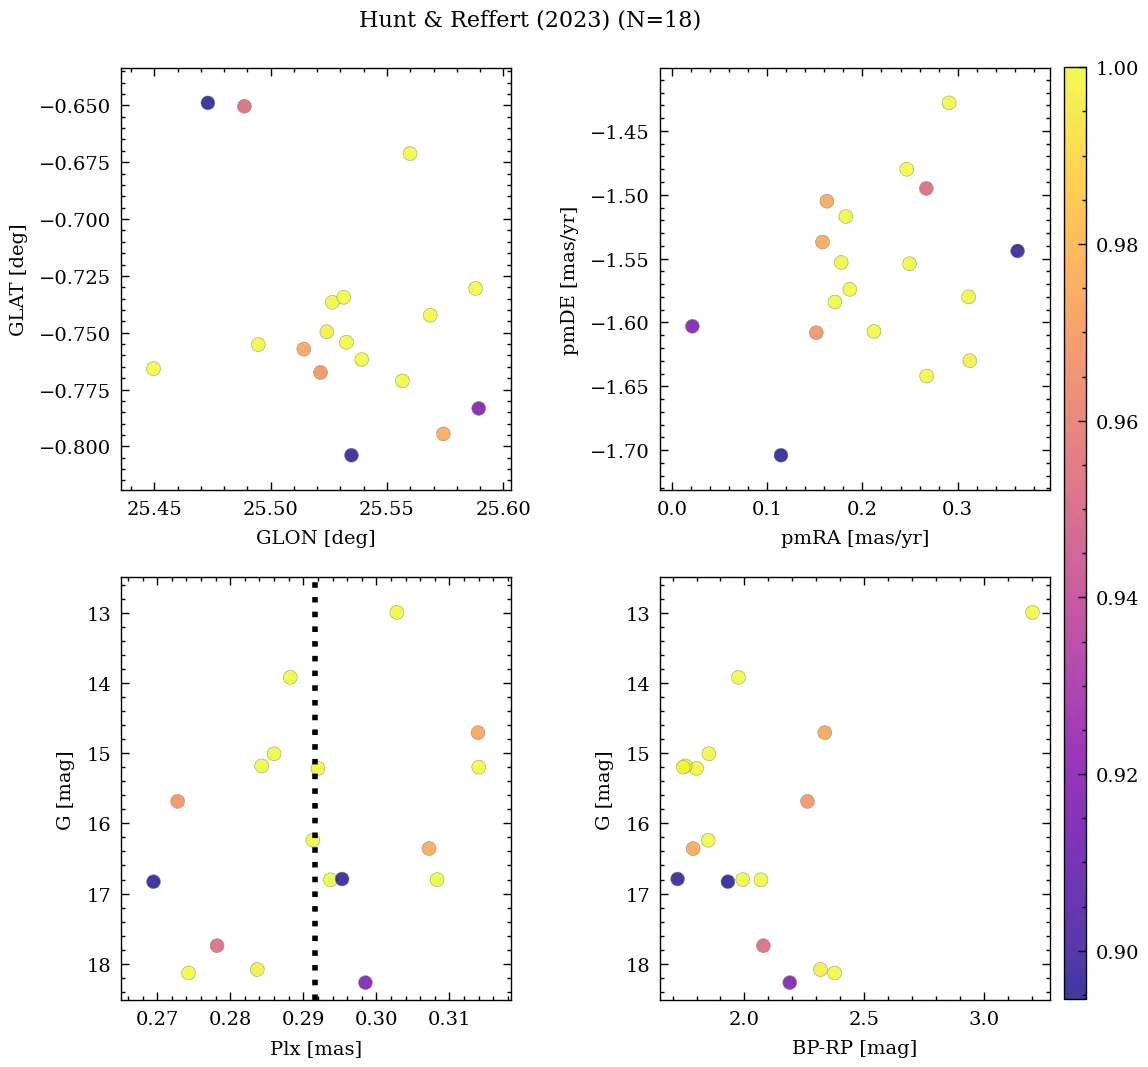 Hunt & Reffert (2023) (N=18)
GLAT [deg]
−0.650
−0.675
−0.700
−0.725
−0.750
−0.775
−0.800
25.45 25.50 25.55 25.60
GLON [deg]
pmDE [mas/yr]
−1.45
−1.50
−1.55
−1.60
−1.65
−1.70
0.0 0.1 0.2 0.3
pmRA [mas/yr]
G [mag]
13
14
15
16
17
18
0.27 0.28 0.29 0.30 0.31
Plx [mas]
G [mag]
13
14
15
16
17
18
2.0 2.5 3.0
BP-RP [mag]
1.00
0.98
0.96
0.94
0.92
0.90